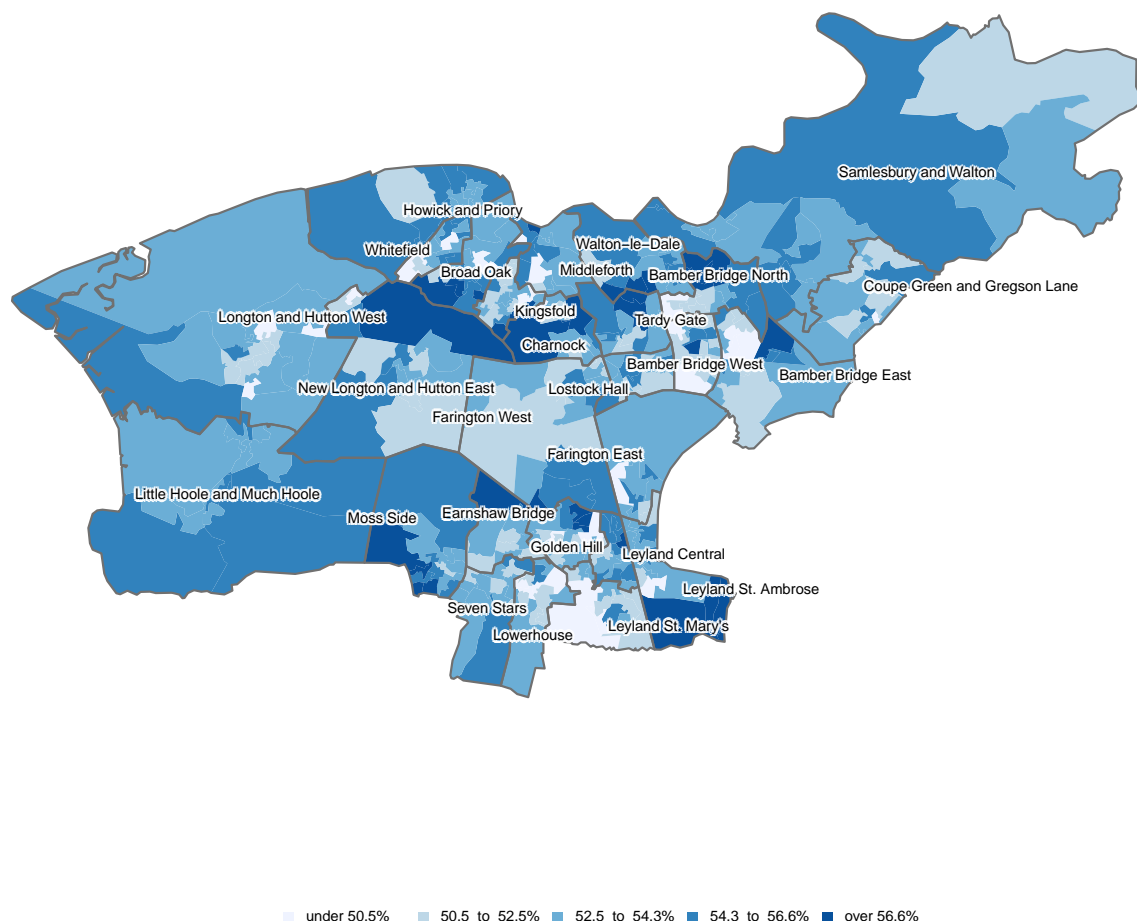 Samlesbury and Walton
Howick and Priory
Walton−le−Dale
Whitefield
Broad Oak
Middleforth
Bamber Bridge North
Coupe Green and Gregson Lane
Longton and Hutton West
Kingsfold
Tardy Gate
Charnock
Bamber Bridge West
Bamber Bridge East
New Longton and Hutton East
Lostock Hall
Farington West
Farington East
Little Hoole and Much Hoole
Moss Side
Earnshaw Bridge
Golden Hill
Leyland Central
Leyland St. Ambrose
Seven Stars
Leyland St. Mary's
Lowerhouse
under 50.5% 50.5 to 52.5% 52.5 to 54.3% 54.3 to 56.6% over 56.6%